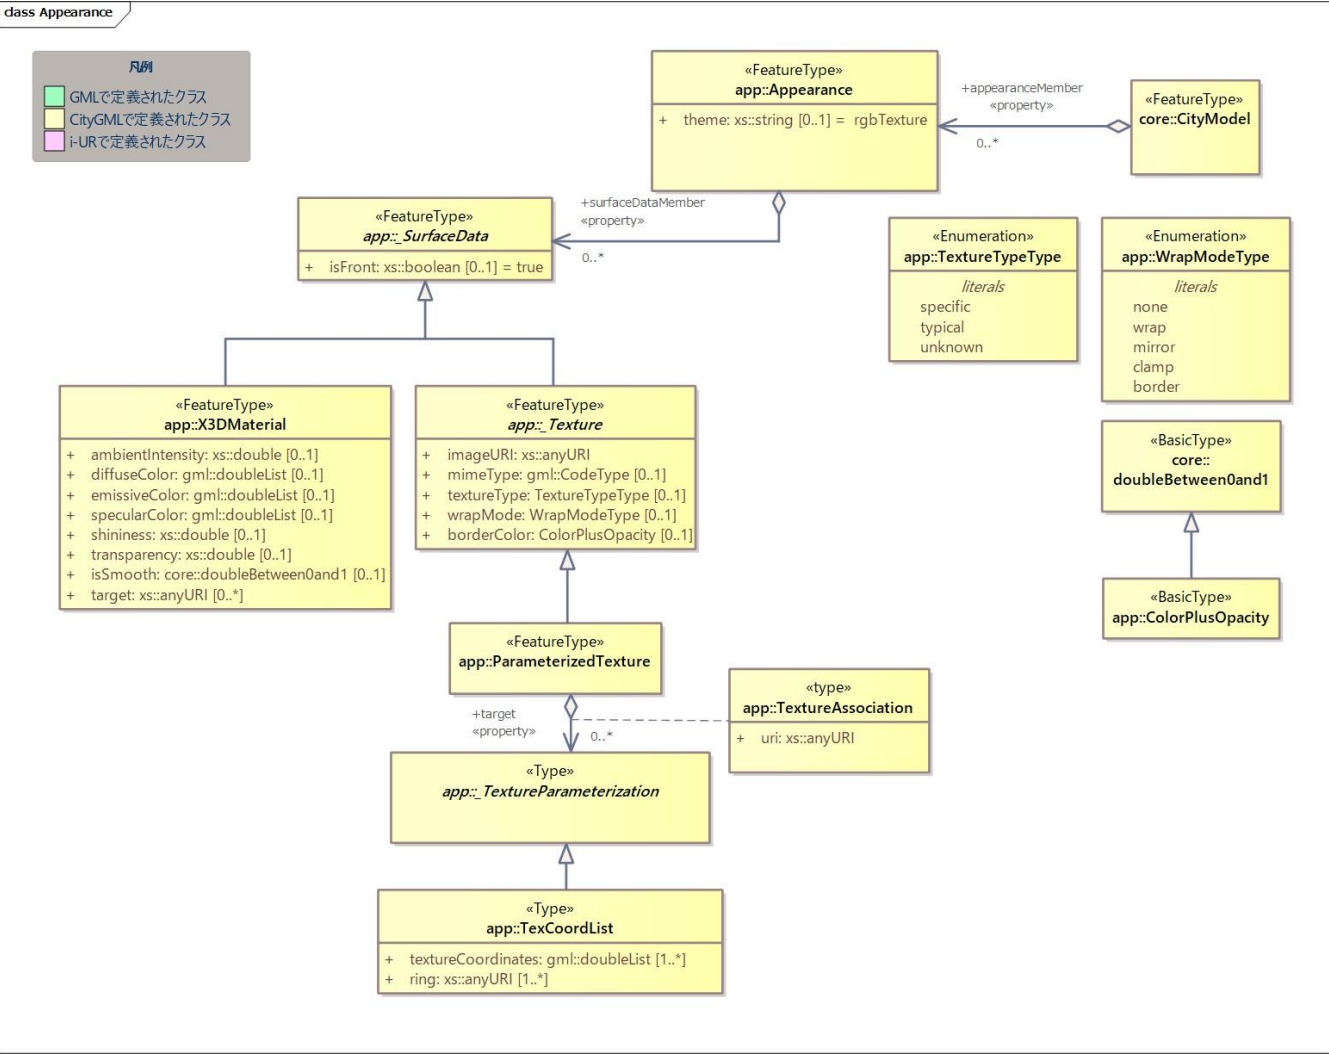 class Appearance
凡例
GMLで定義されたクラス
CityGMLで定義されたクラス
i-URで定義されたクラス
«FeatureType»
app::Appearance
+ theme: xs::string [0..1] = rgbTexture
+appearanceMember
«property»
0..*
«FeatureType»
core::CityModel
+surfaceDataMember
«property»
0..*
«FeatureType»
app::_SurfaceData
+ isFront: xs::boolean [0..1] = true
«Enumeration»
app::TextureTypeType
literals
specific
typical
unknown
«Enumeration»
app::WrapModeType
literals
none
wrap
mirror
clamp
border
«FeatureType»
app::X3DMaterial
+ ambientIntensity: xs::double [0..1]
+ diffuseColor: gml::doubleList [0..1]
+ emissiveColor: gml::doubleList [0..1]
+ specularColor: gml::doubleList [0..1]
+ shininess: xs::double [0..1]
+ transparency: xs::double [0..1]
+ isSmooth: core::doubleBetween0and1 [0..1]
+ target: xs::anyURI [0..*]
«FeatureType»
app::_Texture
+ imageURI: xs::anyURI
+ mimeType: gml::CodeType [0..1]
+ textureType: TextureTypeType [0..1]
+ wrapMode: WrapModeType [0..1]
+ borderColor: ColorPlusOpacity [0..1]
«BasicType»
core::
doubleBetween0and1
«BasicType»
app::ColorPlusOpacity
«FeatureType»
app::ParameterizedTexture
+target
«property»
0..*
«type»
app::TextureAssociation
+ uri: xs::anyURI
«Type»
app::_TextureParameterization
«Type»
app::TexCoordList
+ textureCoordinates: gml::doubleList [1..*]
+ ring: xs::anyURI [1..*]